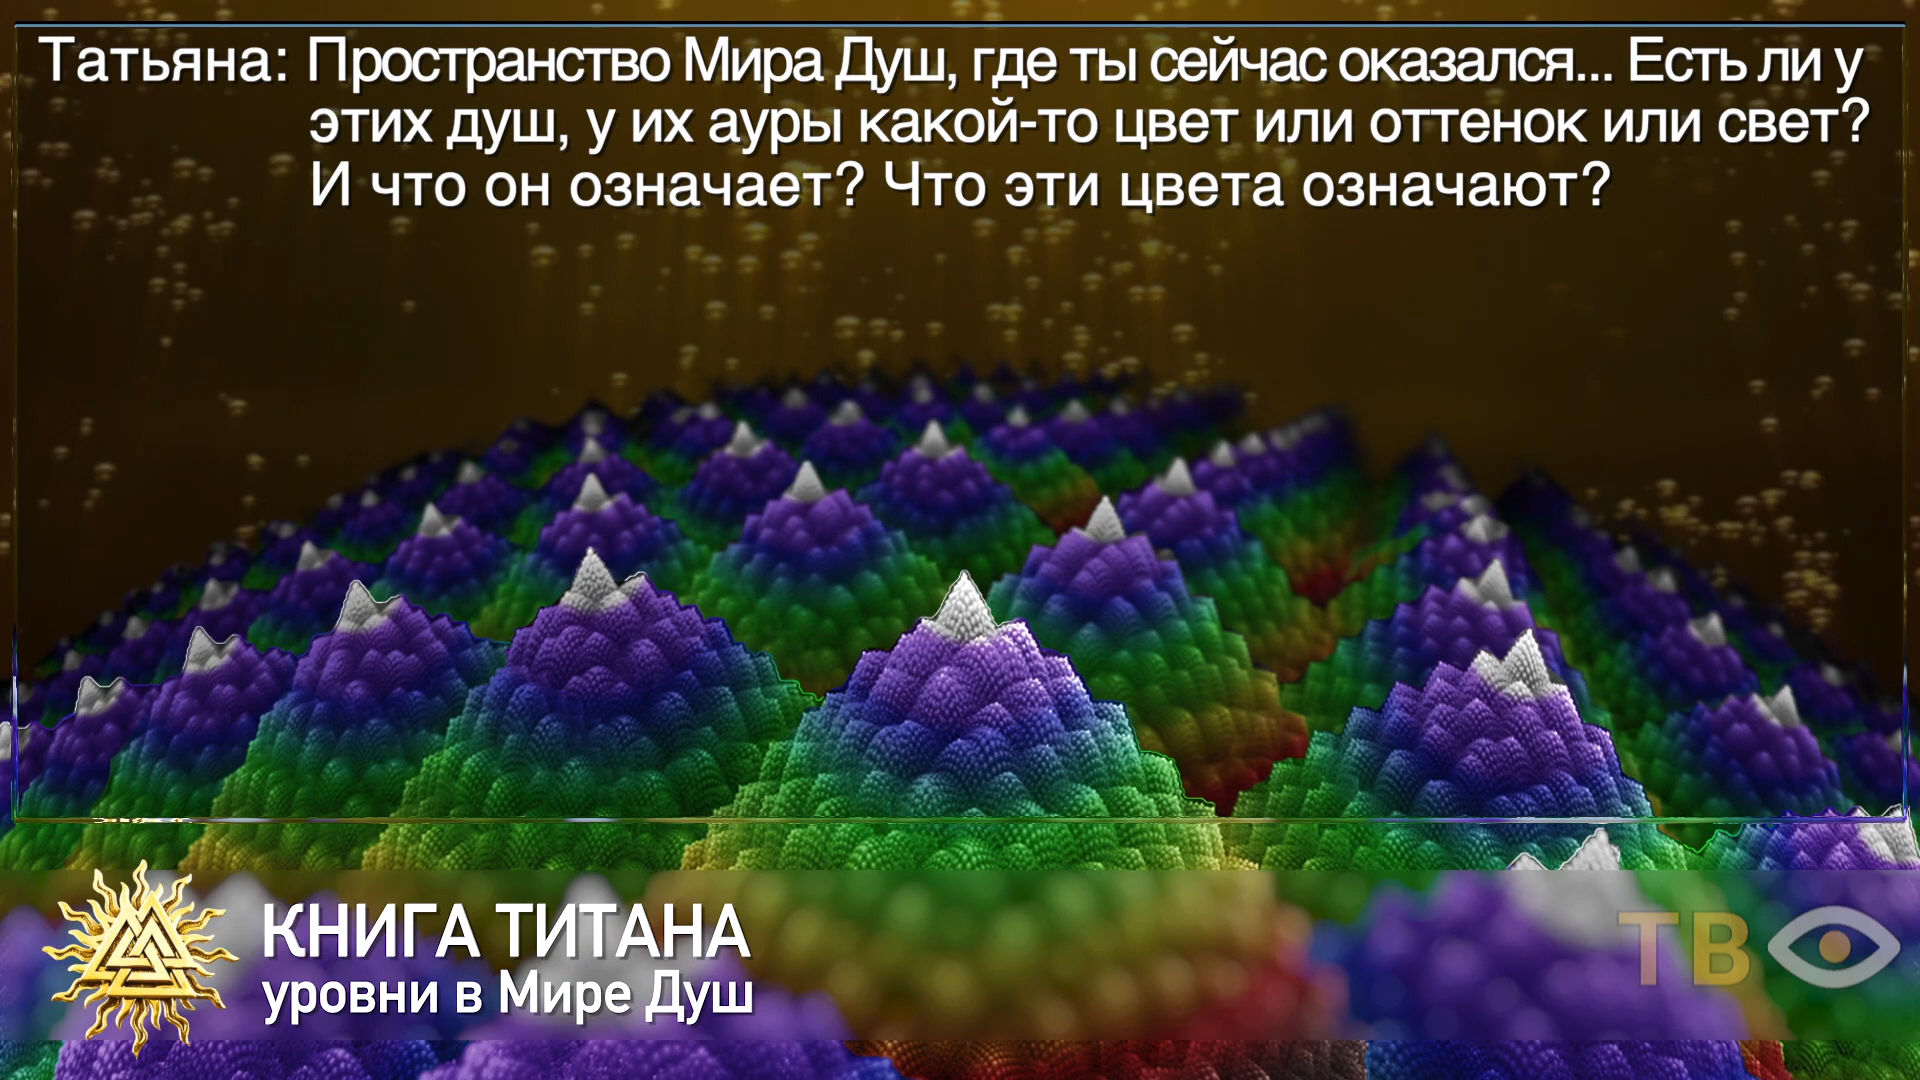 Татьяна: Пространство Мира Душ, где ты сейчас оказался... Есть ли у
этих душ, у их ауры какой-то цвет или оттенок или свет?
И что он означает? Что эти цвета означают?
КНИГА ТИТАНА
уровни в Мире Душ
ТВ